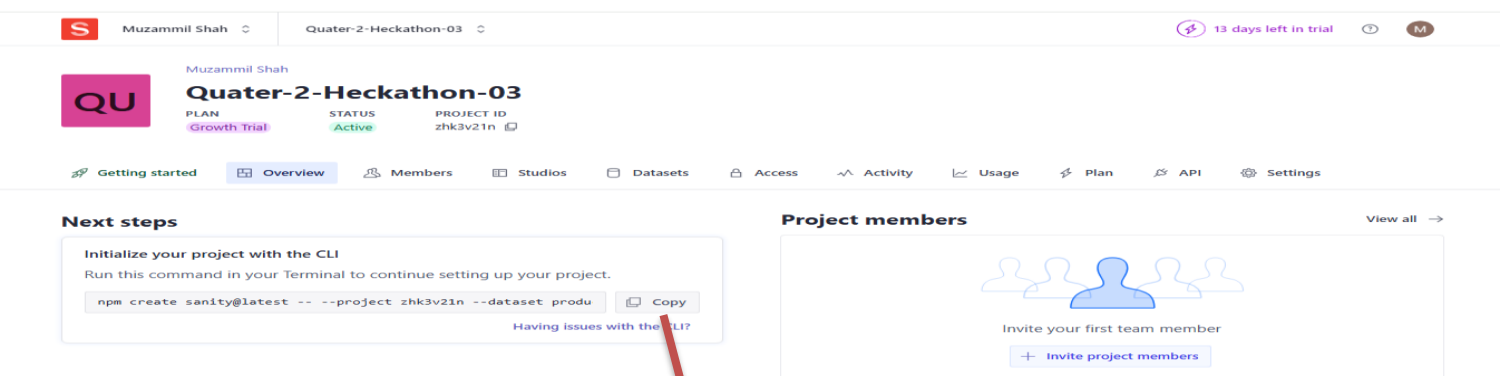 S Muzammil Shah Quater-2-Heckathon-03 13 days left in trial ? M
Muzammil Shah
QU Quater-2-Heckathon-03
PLAN STATUS PROJECT ID
Growth Trial Active zhk3v21n
Getting started Overview Members Studios Datasets Access Activity Usage Plan API Settings
Next steps
Initialize your project with the CLI
Run this command in your Terminal to continue setting up your project.
npm create sanity@latest -- --project zhk3v21n --dataset produ Copy
Having issues with the CLI?
Project members View all →
Invite your first team member
+ Invite project members